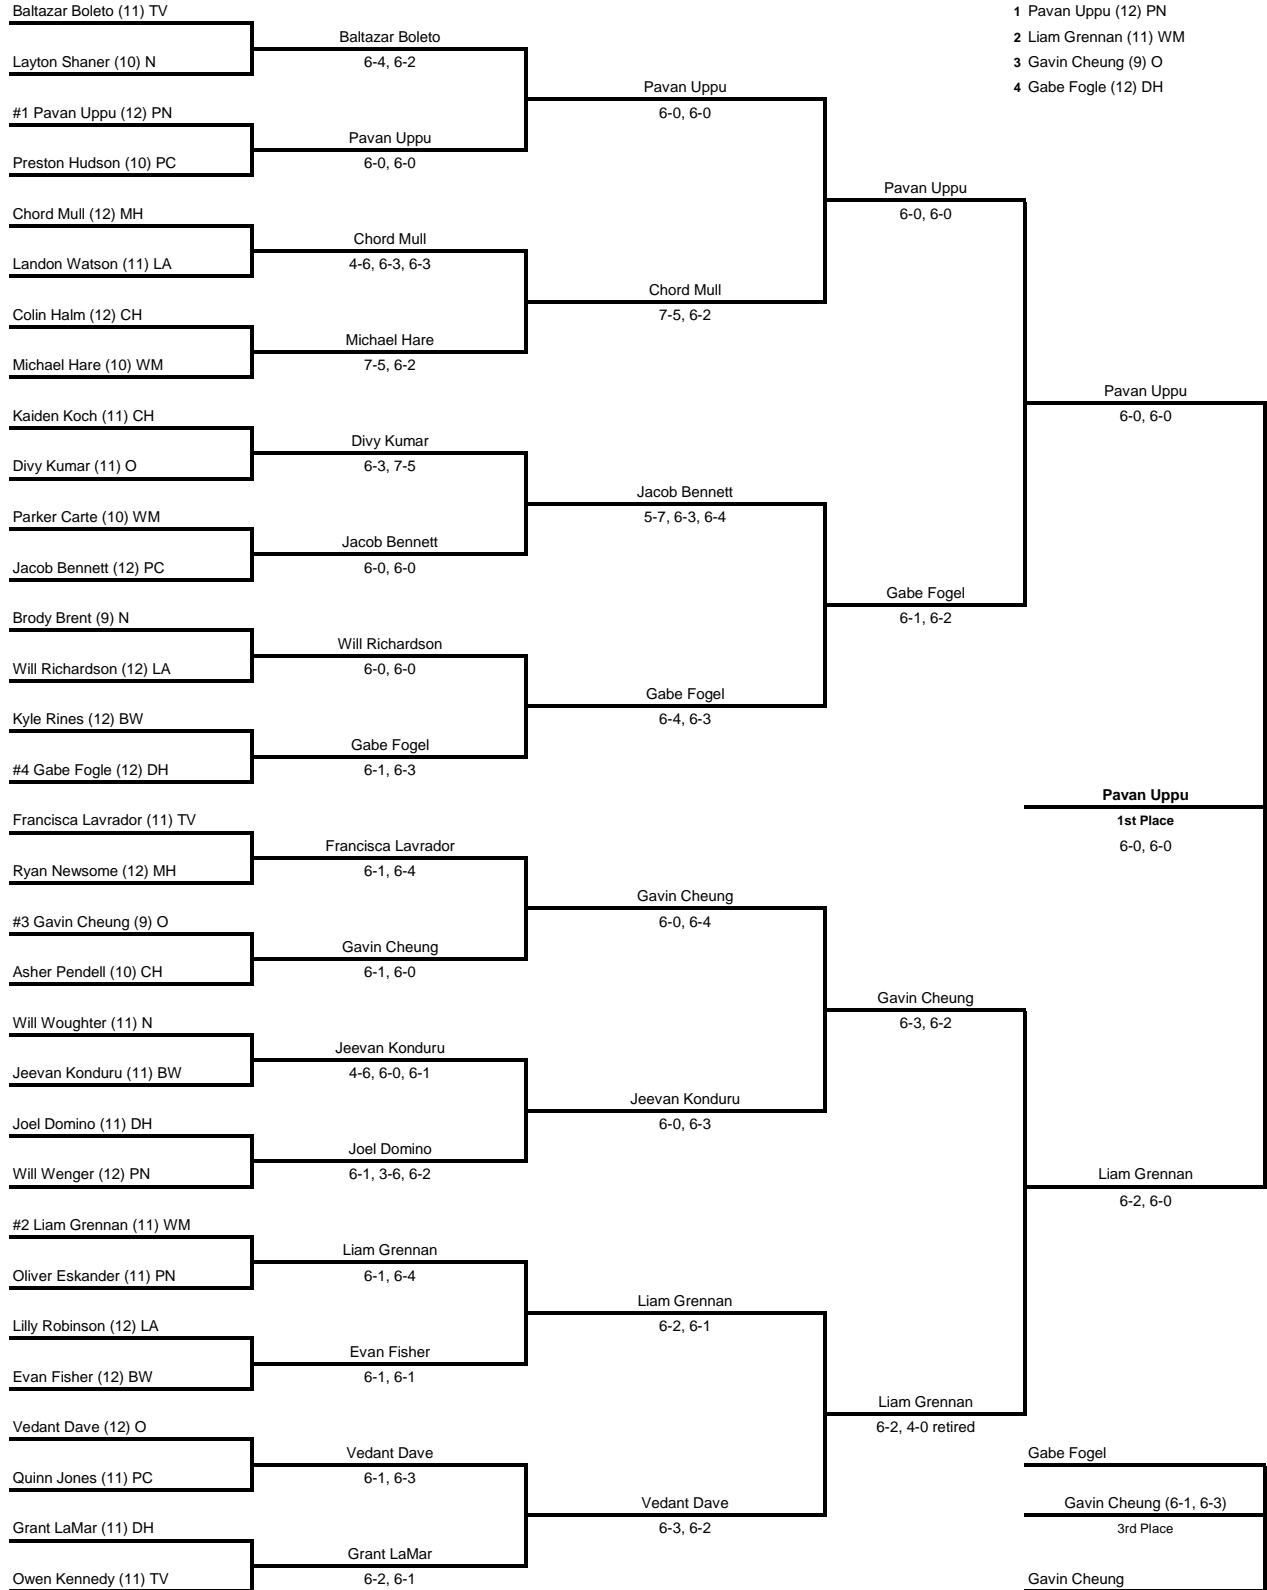 Baltazar Boleto (11) TV
Layton Shaner (10) N
#1 Pavan Uppu (12) PN
Preston Hudson (10) PC
Chord Mull (12) MH
Landon Watson (11) LA
Colin Halm (12) CH
Michael Hare (10) WM
Kaiden Koch (11) CH
Divy Kumar (11) O
Parker Carte (10) WM
Jacob Bennett (12) PC
Brody Brent (9) N
Will Richardson (12) LA
Kyle Rines (12) BW
#4 Gabe Fogle (12) DH
Francisca Lavrador (11) TV
Ryan Newsome (12) MH
#3 Gavin Cheung (9) O
Asher Pendell (10) CH
Will Woughter (11) N
Jeevan Konduru (11) BW
Joel Domino (11) DH
Will Wenger (12) PN
#2 Liam Grennan (11) WM
Oliver Eskander (11) PN
Lilly Robinson (12) LA
Evan Fisher (12) BW
Vedant Dave (12) O
Quinn Jones (11) PC
Grant LaMar (11) DH
Owen Kennedy (11) TV
Baltazar Boleto
6-4, 6-2
Pavan Uppu
6-0, 6-0
Chord Mull
4-6, 6-3, 6-3
Michael Hare
7-5, 6-2
Divy Kumar
6-3, 7-5
Jacob Bennett
6-0, 6-0
Will Richardson
6-0, 6-0
Gabe Fogel
6-1, 6-3
Francisca Lavrador
6-1, 6-4
Gavin Cheung
6-1, 6-0
Jeevan Konduru
4-6, 6-0, 6-1
Joel Domino
6-1, 3-6, 6-2
Liam Grennan
6-1, 6-4
Evan Fisher
6-1, 6-1
Vedant Dave
6-1, 6-3
Grant LaMar
6-2, 6-1
Pavan Uppu
6-0, 6-0
Chord Mull
7-5, 6-2
Jacob Bennett
5-7, 6-3, 6-4
Gabe Fogel
6-4, 6-3
Gavin Cheung
6-0, 6-4
Jeevan Konduru
6-0, 6-3
Liam Grennan
6-2, 6-1
Vedant Dave
6-3, 6-2
Pavan Uppu
6-0, 6-0
Gabe Fogel
6-1, 6-2
Gavin Cheung
6-3, 6-2
Liam Grennan
6-2, 4-0 retired
1 Pavan Uppu (12) PN
2 Liam Grennan (11) WM
3 Gavin Cheung (9) O
4 Gabe Fogle (12) DH
Pavan Uppu
6-0, 6-0
Pavan Uppu
1st Place
6-0, 6-0
Liam Grennan
6-2, 6-0
Gabe Fogel
Gavin Cheung (6-1, 6-3)
3rd Place
Gavin Cheung